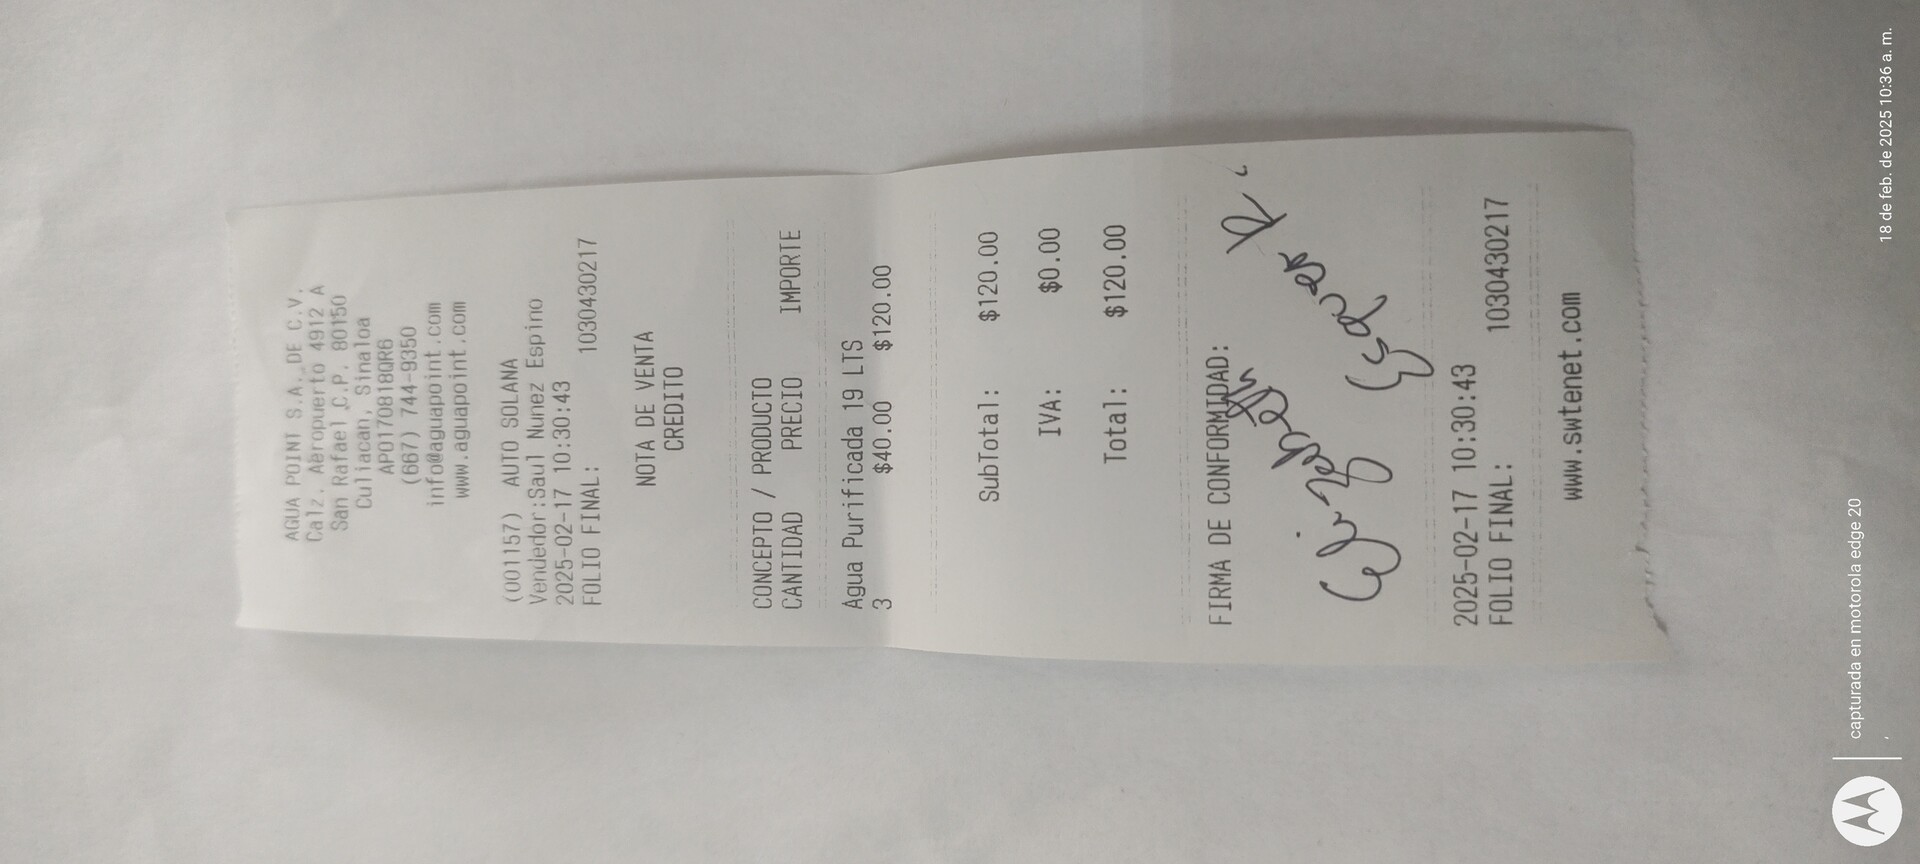 AGUA POINT S.A. DE C.V.
Calz. Aeropuerto 4912 A
San Rafael C.P. 80150
Culiacan, Sinaloa
APO170818QR6
(667) 744-9350
info@aguapoint.com
www.aguapoint.com
(001157) AUTO SOLANA
Vendedor:Saul Nunez Espino
2025-02-17 10:30:43
FOLIO FINAL: 1030430217
NOTA DE VENTA
CREDITO
CONCEPTO / PRODUCTO
CANTIDAD PRECIO IMPORTE
Agua Purificada 19 LTS
3 $40.00 $120.00
SubTotal: $120.00
IVA: $0.00
Total: $120.00
FIRMA DE CONFORMIDAD:
2025-02-17 10:30:43
FOLIO FINAL: 1030430217
www.swtenet.com
capturada en motorola edge 20
18 de feb. de 2025 10:36 a. m.